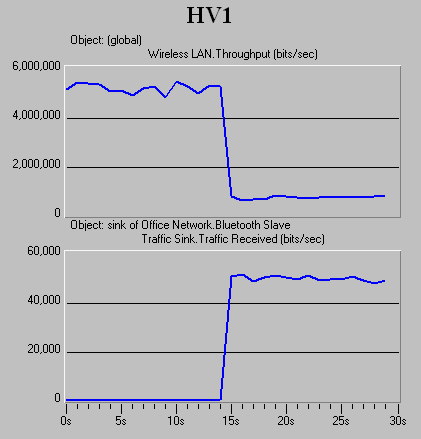 HV1
Object: (global)
Wireless LAN.Throughput (bits/sec)
6,000,000
4,000,000
2,000,000
0
Object: sink of Office Network.Bluetooth Slave
Traffic Sink.Traffic Received (bits/sec)
60,000
40,000
20,000
0
0s 5s 10s 15s 20s 25s 30s